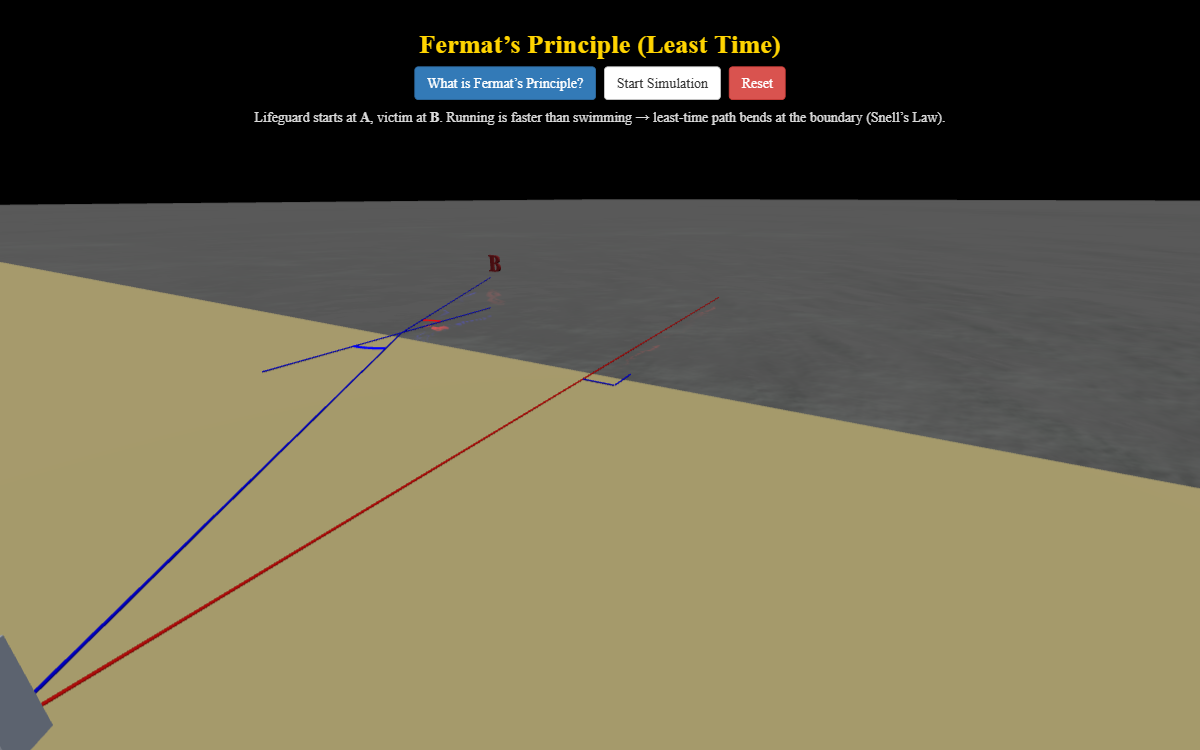 Fermat’s Principle (Least Time)
What is Fermat’s Principle? Start Simulation Reset
Lifeguard starts at A, victim at B. Running is faster than swimming → least-time path bends at the boundary (Snell’s Law).
B